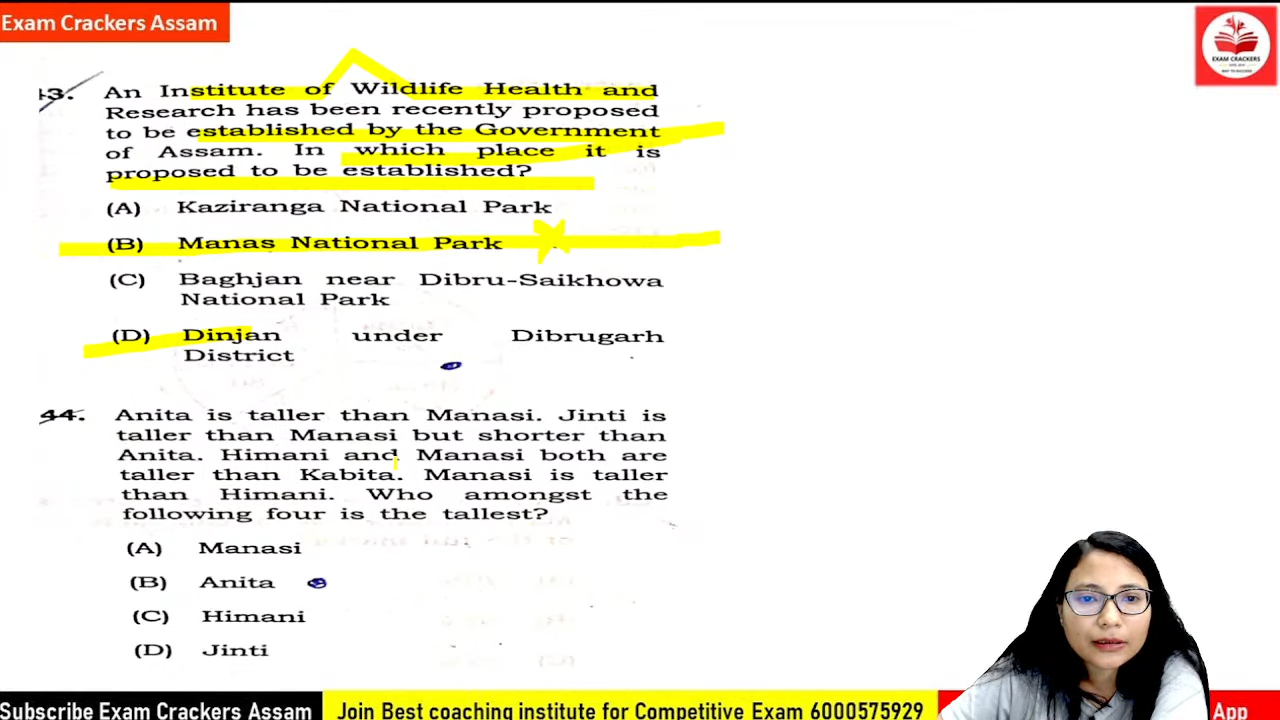 Exam Crackers Assam
EXAM CRACKERS
WAY TO SUCCESS
43. An Institute of Wildlife Health and
Research has been recently proposed
to be established by the Government
of Assam. In which place it is
proposed to be established?
(A) Kaziranga National Park
(B) Manas National Park
(C) Baghjan near Dibru-Saikhowa
National Park
(D) Dinjan under Dibrugarh
District
44. Anita is taller than Manasi. Jinti is
taller than Manasi but shorter than
Anita. Himani and Manasi both are
taller than Kabita. Manasi is taller
than Himani. Who amongst the
following four is the tallest?
(A) Manasi
(B) Anita
(C) Himani
(D) Jinti
Subscribe Exam Crackers Assam
Join Best coaching institute for Competitive Exam 6000575929
App